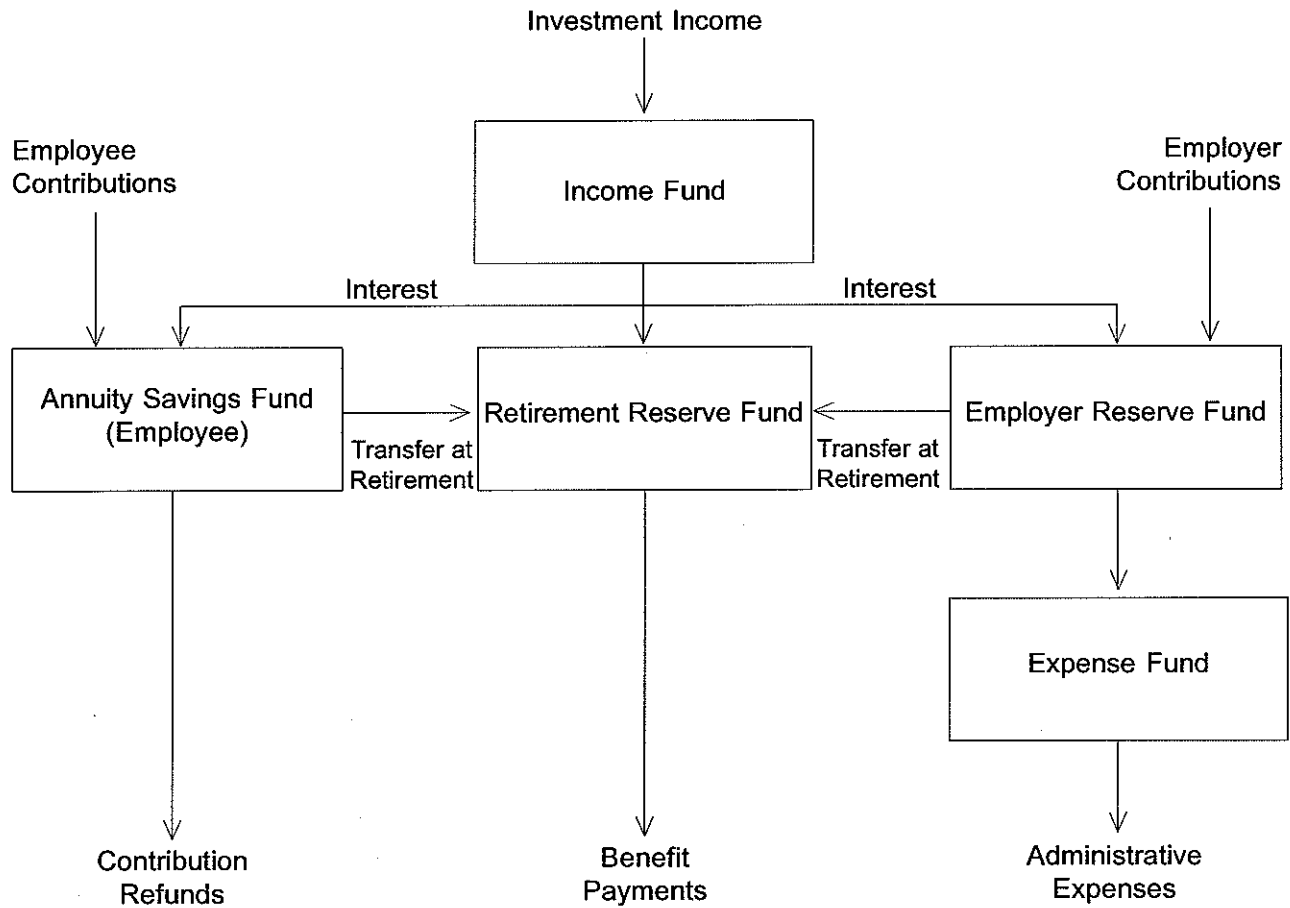 Investment Income
Employee
Contributions
Income Fund
Employer
Contributions
Interest
Interest
Annuity Savings Fund
(Employee)
Transfer at
Retirement
Retirement Reserve Fund
Transfer at
Retirement
Employer Reserve Fund
Expense Fund
Contribution
Refunds
Benefit
Payments
Administrative
Expenses